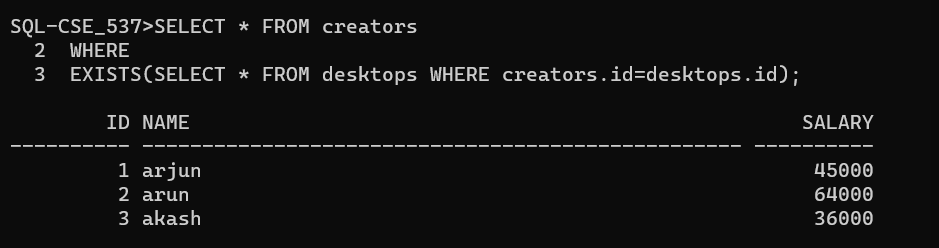 SQL-CSE_537>SELECT * FROM creators
2 WHERE
3 EXISTS(SELECT * FROM desktops WHERE creators.id=desktops.id);
ID NAME SALARY
---------- -------------------------------------------------- ----------
1 arjun 45000
2 arun 64000
3 akash 36000